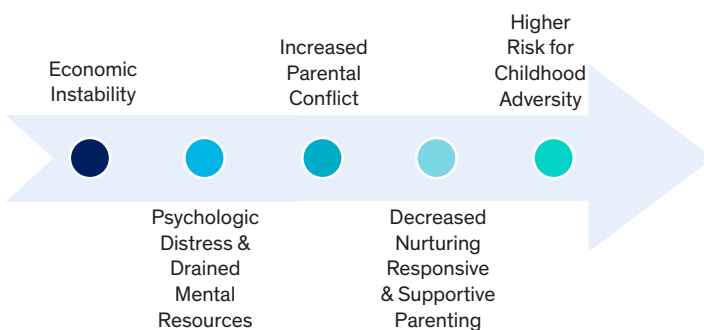 Economic
Instability
Psychologic
Distress &
Drained
Mental
Resources
Increased
Parental
Conflict
Decreased
Nurturing
Responsive
& Supportive
Parenting
Higher
Risk for
Childhood
Adversity